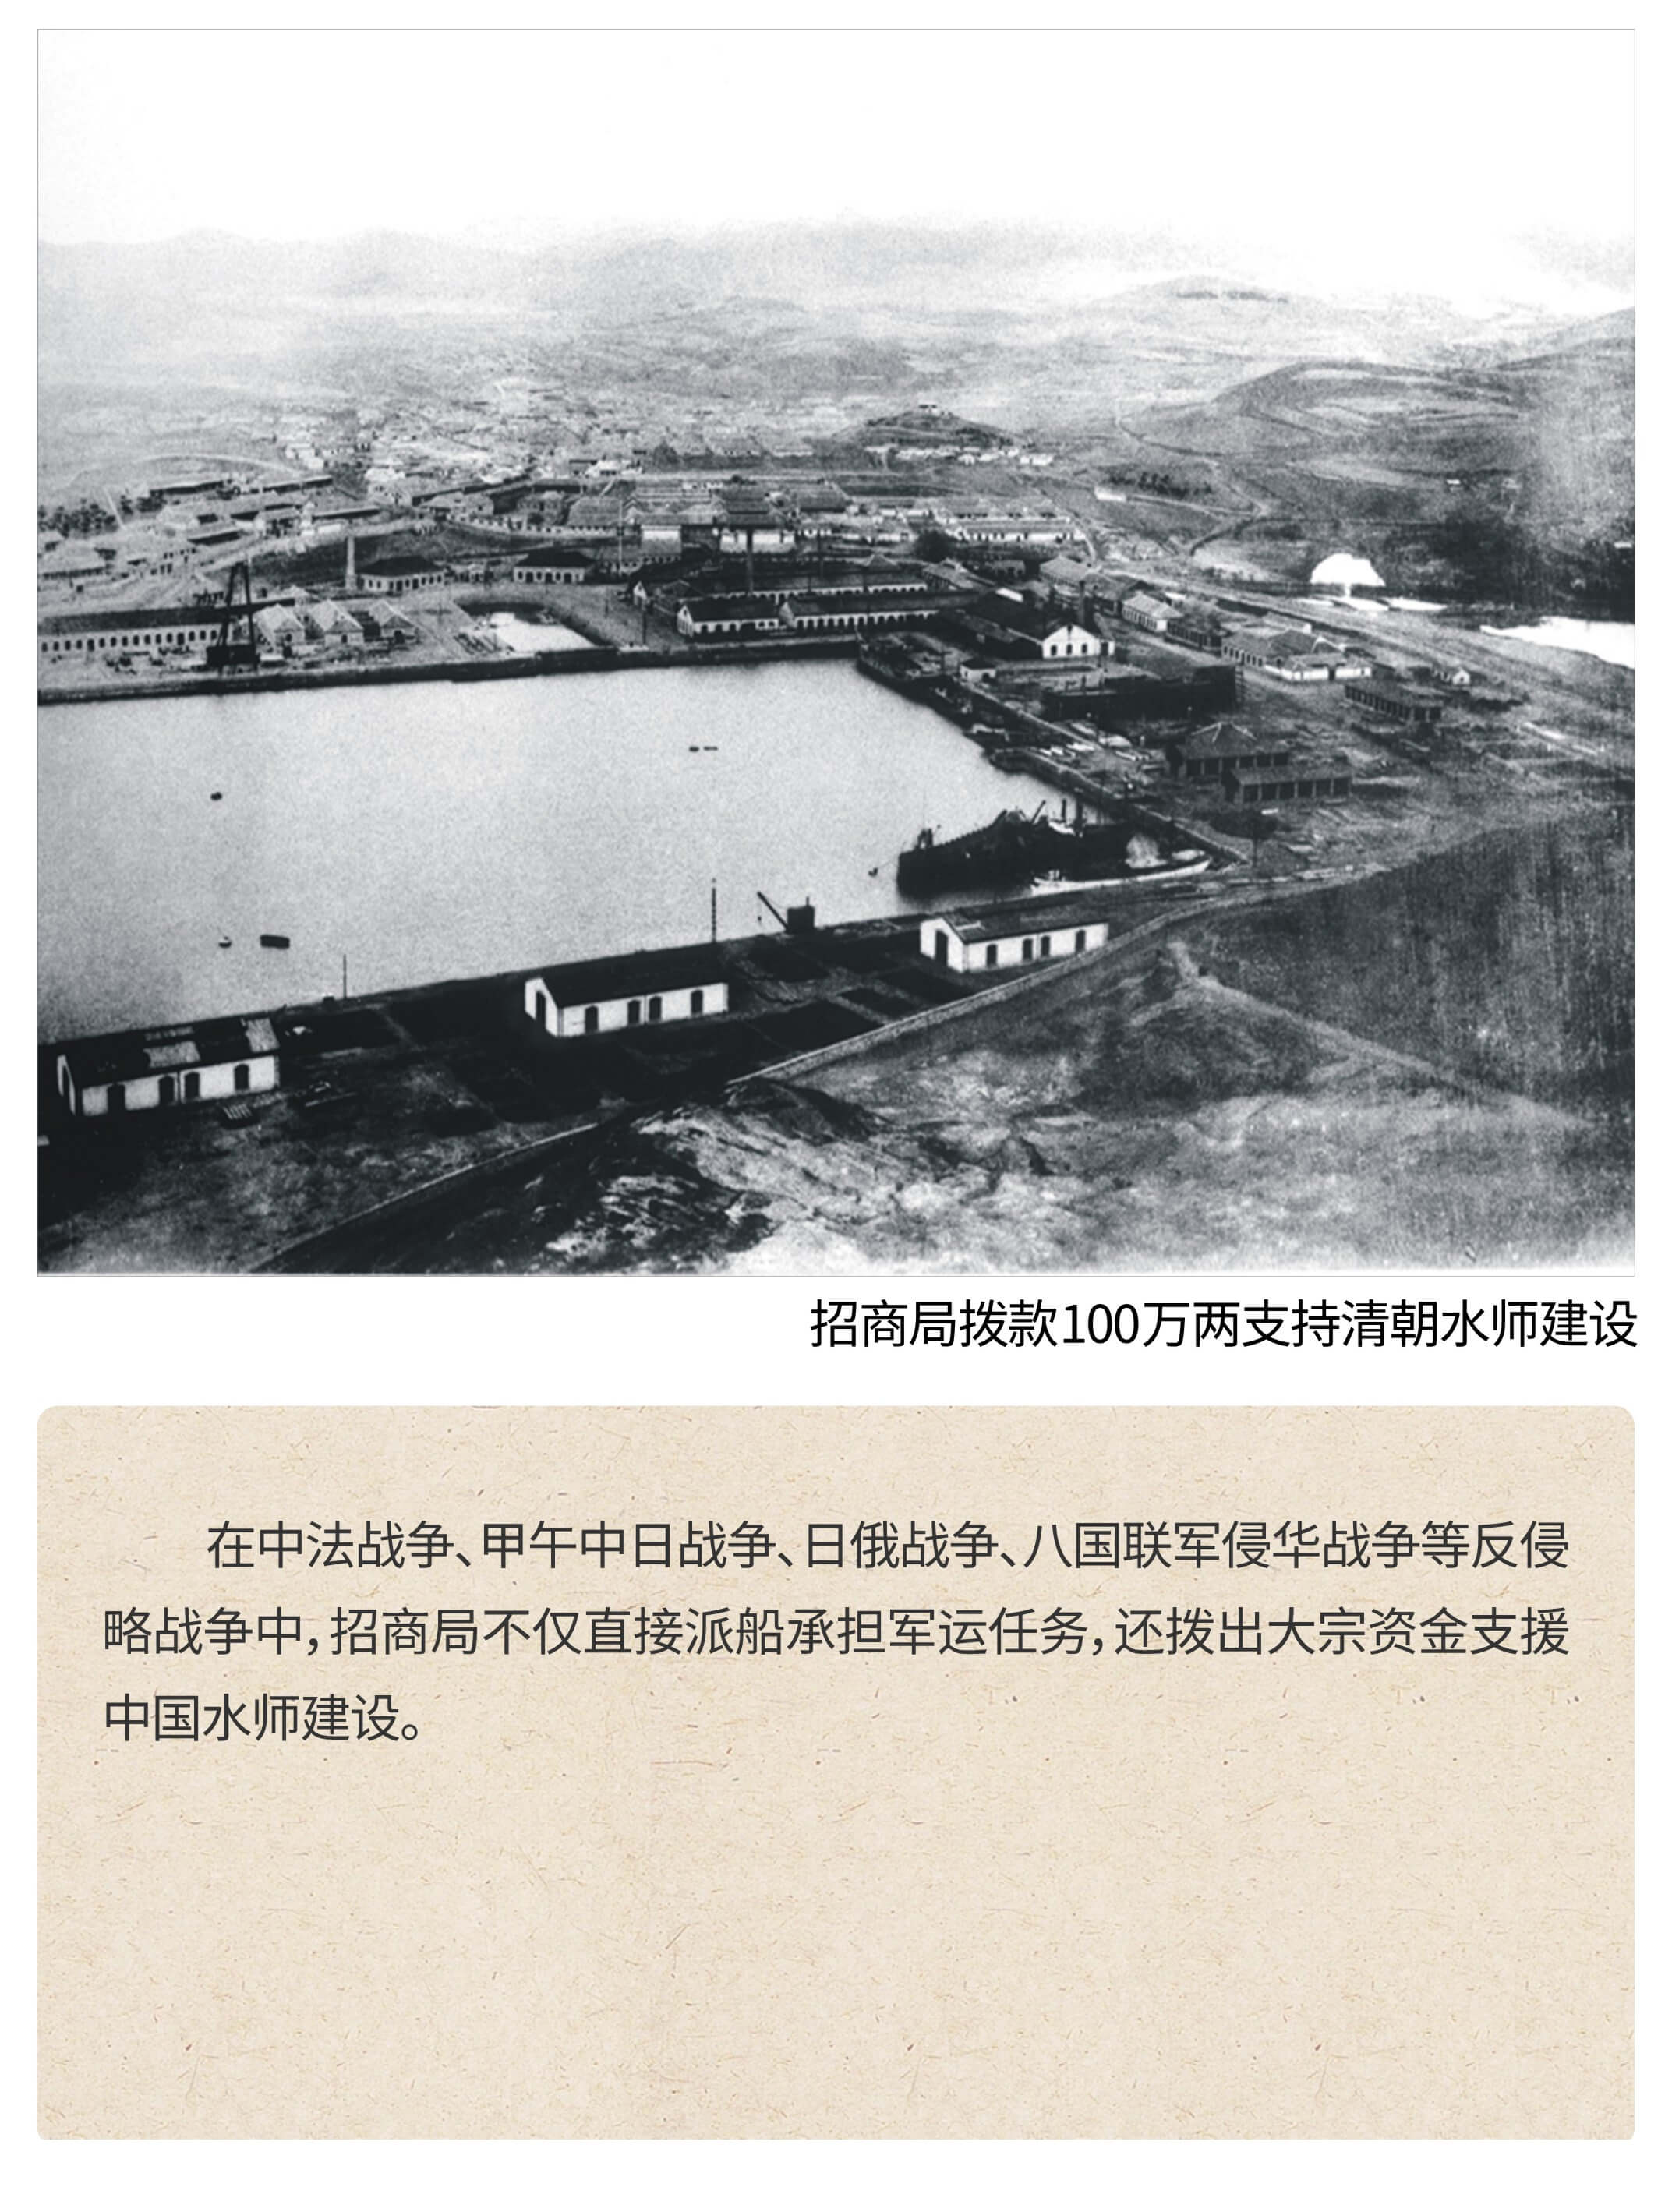 招商局拨款100万两支持清朝水师建设
在中法战争、甲午中日战争、日俄战争、八国联军侵华战争等反侵
略战争中，招商局不仅直接派船承担军运任务，还拨出大宗资金支援
中国水师建设。